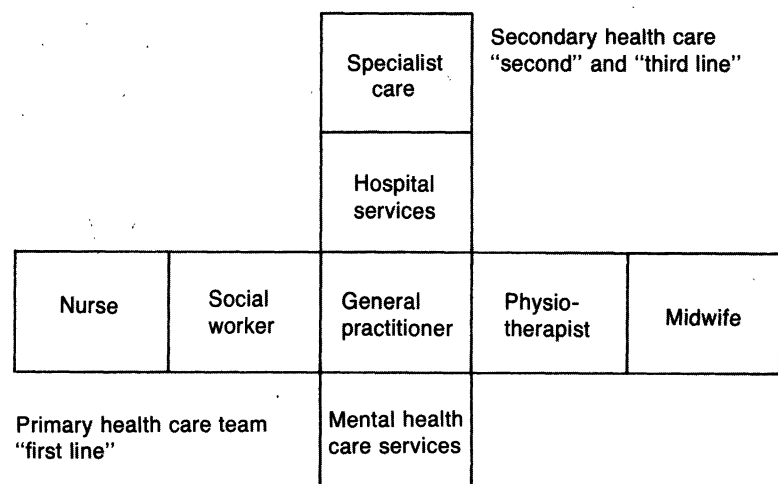 Specialist
care
Secondary health care
"second" and "third line"
Hospital
services
Nurse
Social
worker
General
practitioner
Physio-
therapist
Midwife
Primary health care team
"first line"
Mental health
care services